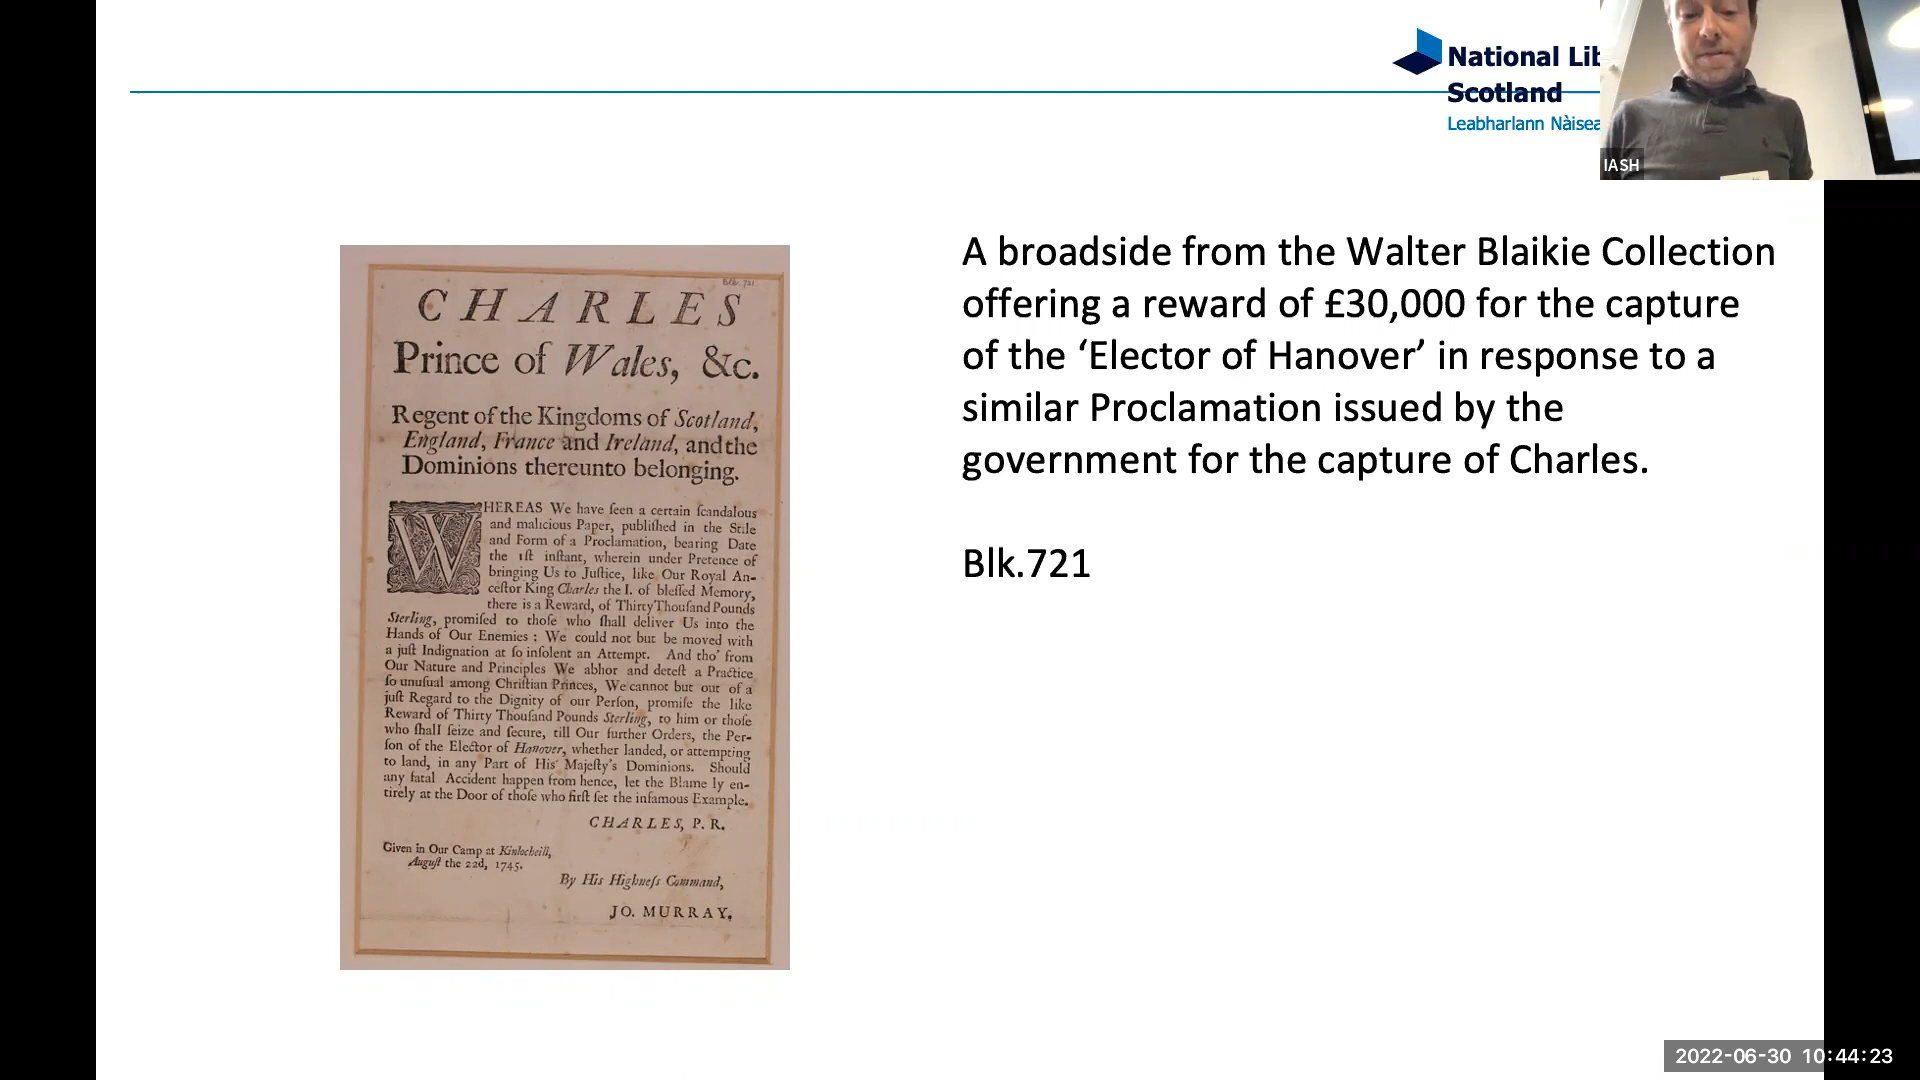 National Lib
Scotland
Leabharlann Nàisea
IASH
Blk. 721
CHARLES
Prince of Wales, &c.
Regent of the Kingdoms of Scotland,
England, France and Ireland, and the
Dominions thereunto belonging.
WHEREAS We have ſeen a certain ſcandalous
and malicious Paper, publiſhed in the Stile
and Form of a Proclamation, bearing Date
the 1ſt inſtant, wherein under Pretence of
bringing Us to Juſtice, like Our Royal An-
ceſtor King Charles the I. of bleſſed Memory,
there is a Reward, of Thirty Thouſand Pounds
Sterling, promiſed to thoſe who ſhall deliver Us into the
Hands of Our Enemies : We could not but be moved with
a juſt Indignation at ſo inſolent an Attempt. And tho' from
Our Nature and Principles We abhor and deteſt a Practice
ſo unuſual among Chriſtian Princes, We cannot but out of a
juſt Regard to the Dignity of our Perſon, promiſe the like
Reward of Thirty Thouſand Pounds Sterling, to him or thoſe
who ſhall ſeize and ſecure, till Our further Orders, the Per-
ſon of the Elector of Hanover, whether landed, or attempting
to land, in any Part of His Majeſty's Dominions. Should
any fatal Accident happen from hence, let the Blame ly en-
tirely at the Door of thoſe who firſt ſet the infamous Example.
CHARLES, P. R.
Given in Our Camp at Kinlocheill,
Auguſt the 22d, 1745.
By His Highneſs Command,
JO. MURRAY.
A broadside from the Walter Blaikie Collection
offering a reward of £30,000 for the capture
of the ‘Elector of Hanover’ in response to a
similar Proclamation issued by the
government for the capture of Charles.
Blk.721
2022-06-30 10:44:23